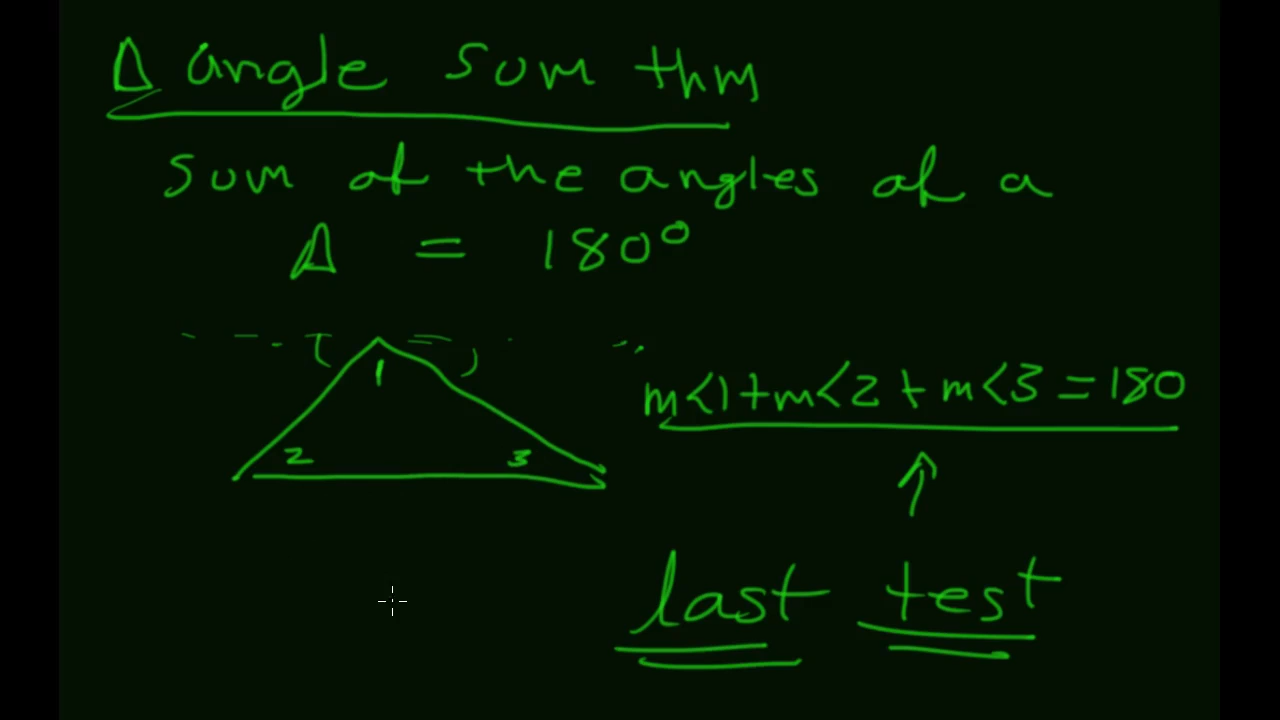 Δ angle sum thm
sum of the angles of a
Δ = 180°
1
m<1+m<2+m<3=180
2 3
last test